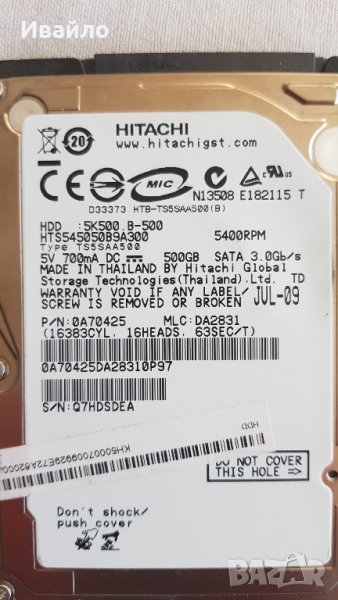 Ивайло
HITACHI
www.hitachigst.com
20
CE MIC
N13508 E182115 T
D33373 HTB-TS5SAA500(B)
HDD :5K500.B-500
HTS545050B9A300 5400RPM
Type TS5SAA500
5V 700mA DC 500GB SATA 3.0Gb/s
MADE IN THAILAND BY Hitachi Global
Storage Technologies(Thailand).Ltd. TD
WARRANTY VOID IF ANY LABEL/
SCREW IS REMOVED OR BROKEN JUL-09
P/N:0A70425 MLC:DA2831
(16383CYL. 16HEADS. 63SEC/T)
0A70425DA28310P97
S/N:Q7HDSDEA
HDD
DO NOT COVER
THIS HOLE
Don't shock/
push cover
BAZAR